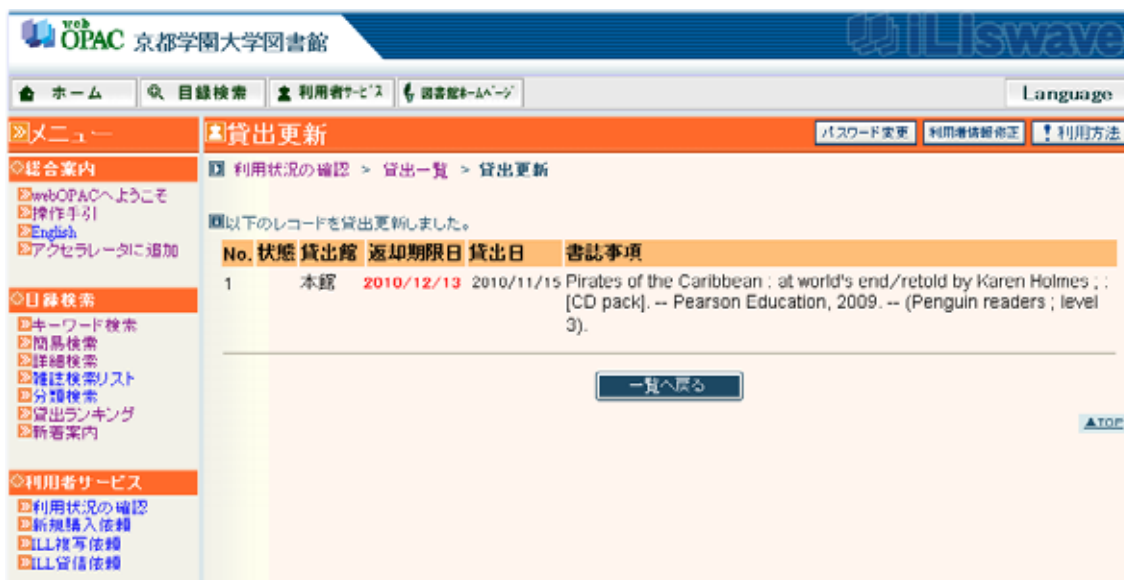 web OPAC 京都学園大学図書館
iLiswave
ホーム 目録検索 利用者サービス 図書館ホームページ Language
メニュー
貸出更新 パスワード変更 利用者情報修正 !利用方法
◇総合案内
利用状況の確認 > 貸出一覧 > 貸出更新
webOPACへようこそ
操作手引
English
アクセラレータに追加
以下のレコードを貸出更新しました。
No. 状態 貸出館 返却期限日 貸出日 書誌事項
1 本館 2010/12/13 2010/11/15 Pirates of the Caribbean : at world's end/retold by Karen Holmes ; :
[CD pack]. -- Pearson Education, 2009. -- (Penguin readers ; level
3).
◇目録検索
キーワード検索
簡易検索
詳細検索
雑誌検索リスト
分類検索
貸出ランキング
新着案内
一覧へ戻る
▲TOP
◇利用者サービス
利用状況の確認
新規購入依頼
ILL複写依頼
ILL貸借依頼